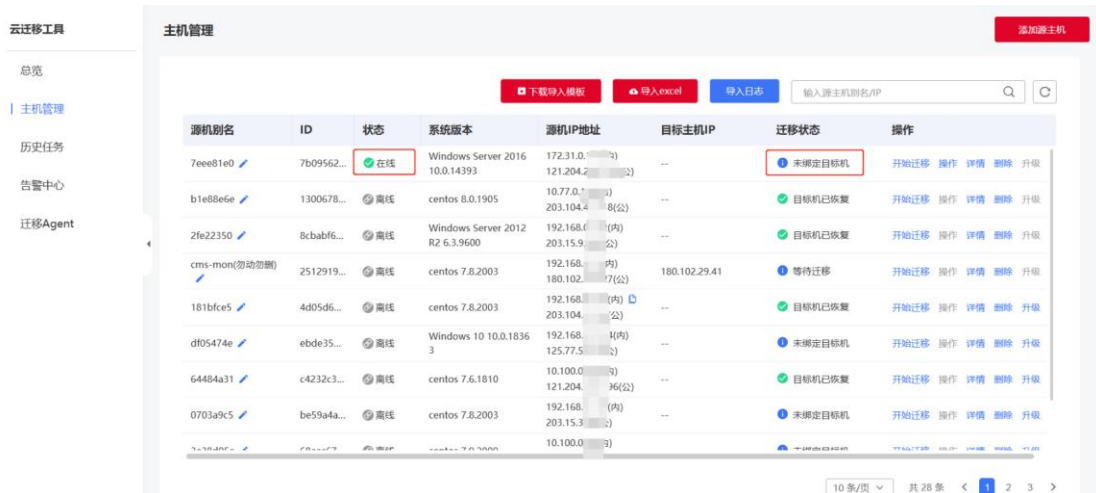 云迁移工具
总览
主机管理
历史任务
告警中心
迁移Agent
主机管理
添加源主机
下载导入模板 导入excel 导入日志 输入源主机别名/IP
源机别名 ID 状态 系统版本 源机IP地址 目标主机IP 迁移状态 操作
7eee81e0 7b09562... 在线 Windows Server 2016 10.0.14393 172.31.0. 121.204. -- 未绑定目标机 开始迁移 操作 详情 删除 升级
b1e88e6e 1300678... 离线 centos 8.0.1905 10.77.0. 203.104. 8(公) -- 目标机已恢复 开始迁移 操作 详情 删除 升级
2fe22350 8cbabf6... 离线 Windows Server 2012 R2 6.3.9600 192.168. (内) 203.15.9. -- 目标机已恢复 开始迁移 操作 详情 删除 升级
cms-mon(勿动勿删) 2512919... 离线 centos 7.8.2003 192.168. 180.102. 7(公) 180.102.29.41 等待迁移 开始迁移 操作 详情 删除 升级
181bfce5 4d05d6... 离线 centos 7.8.2003 192.168. (内) 203.104. -- 目标机已恢复 开始迁移 操作 详情 删除 升级
df05474e ebde35... 离线 Windows 10 10.0.1836 3 192.168. (内) 125.77.5 -- 未绑定目标机 开始迁移 操作 详情 删除 升级
64484a31 c4232c3... 离线 centos 7.6.1810 10.100.0 121.204. 96(公) -- 目标机已恢复 开始迁移 操作 详情 删除 升级
0703a9c5 be59a4a... 离线 centos 7.8.2003 192.168. (内) 203.15.3 -- 未绑定目标机 开始迁移 操作 详情 删除 升级
10.100.0
10 条/页 共 28 条 1 2 3